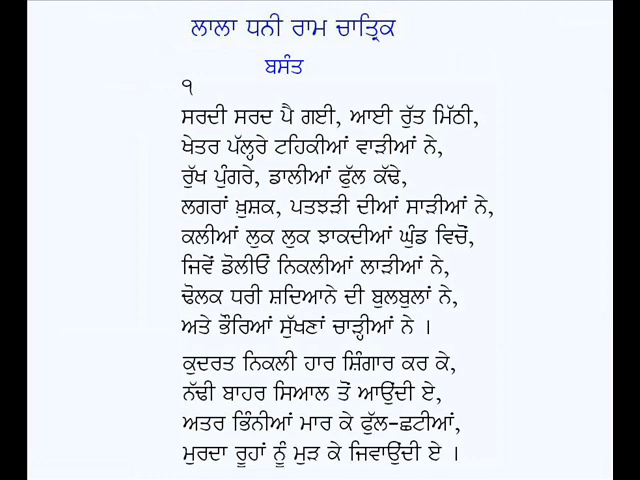 ਲਾਲਾ ਧਨੀ ਰਾਮ ਚਾਤ੍ਰਿਕ
ਬਸੰਤ
੧
ਸਰਦੀ ਸਰਦ ਪੈ ਗਈ, ਆਈ ਰੁੱਤ ਮਿੱਠੀ,
ਖੇਤਰ ਪੱਲ੍ਹਰੇ ਟਹਿਕੀਆਂ ਵਾੜੀਆਂ ਨੇ,
ਰੁੱਖ ਪੁੰਗਰੇ, ਡਾਲੀਆਂ ਫੁੱਲ ਕੱਢੇ,
ਲਗਰਾਂ ਖ਼ੁਸ਼ਕ, ਪਤਝੜੀ ਦੀਆਂ ਸਾੜੀਆਂ ਨੇ,
ਕਲੀਆਂ ਲੁਕ ਲੁਕ ਝਾਕਦੀਆਂ ਘੁੰਡ ਵਿਚੋਂ,
ਜਿਵੇਂ ਡੋਲੀਓਂ ਨਿਕਲੀਆਂ ਲਾੜੀਆਂ ਨੇ,
ਢੋਲਕ ਧਰੀ ਸ਼ਦਿਆਨੇ ਦੀ ਬੁਲਬੁਲਾਂ ਨੇ,
ਅਤੇ ਭੌਰਿਆਂ ਸੁੱਖਣਾਂ ਚਾੜ੍ਹੀਆਂ ਨੇ ।
ਕੁਦਰਤ ਨਿਕਲੀ ਹਾਰ ਸ਼ਿੰਗਾਰ ਕਰ ਕੇ,
ਨੱਢੀ ਬਾਹਰ ਸਿਆਲ ਤੋਂ ਆਉਂਦੀ ਏ,
ਅਤਰ ਭਿੰਨੀਆਂ ਮਾਰ ਕੇ ਫੁੱਲ-ਛਟੀਆਂ,
ਮੁਰਦਾ ਰੂਹਾਂ ਨੂੰ ਮੁੜ ਕੇ ਜਿਵਾਉਂਦੀ ਏ ।